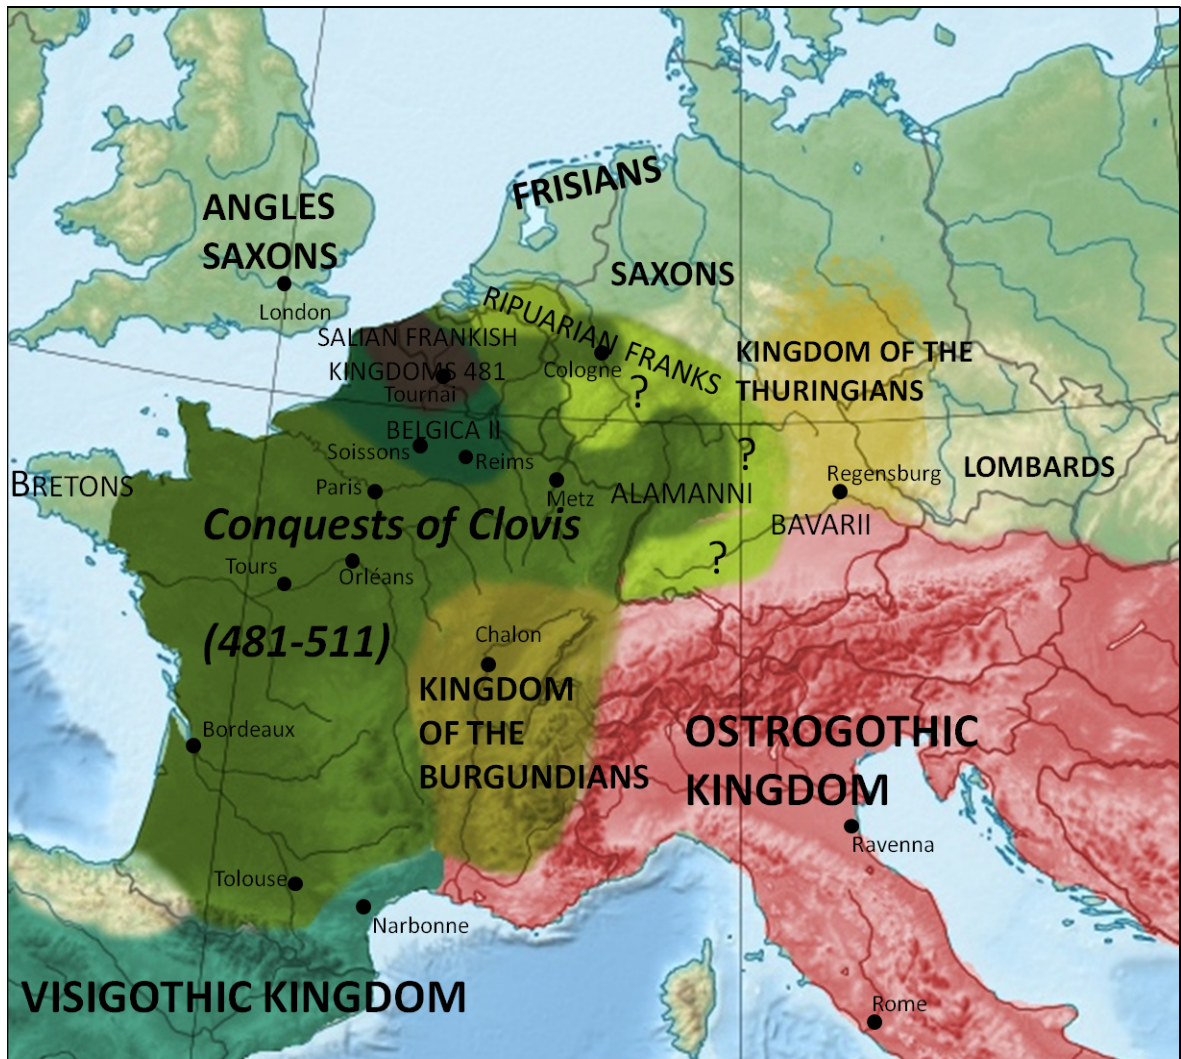 FRISIANS
ANGLES
SAXONS
London
SAXONS
RIPUARIAN FRANKS
SALIAN FRANKISH
KINGDOMS 481
Tournai
Cologne
?
KINGDOM OF THE
THURINGIANS
BELGICA II
Soissons
Reims
?
Regensburg
LOMBARDS
BRETONS
Paris
Metz
ALAMANNI
BAVARII
Conquests of Clovis
?
Tours
Orléans
(481-511)
Chalon
KINGDOM
OF THE
BURGUNDIANS
Bordeaux
OSTROGOTHIC
KINGDOM
Ravenna
Tolouse
Narbonne
VISIGOTHIC KINGDOM
Rome